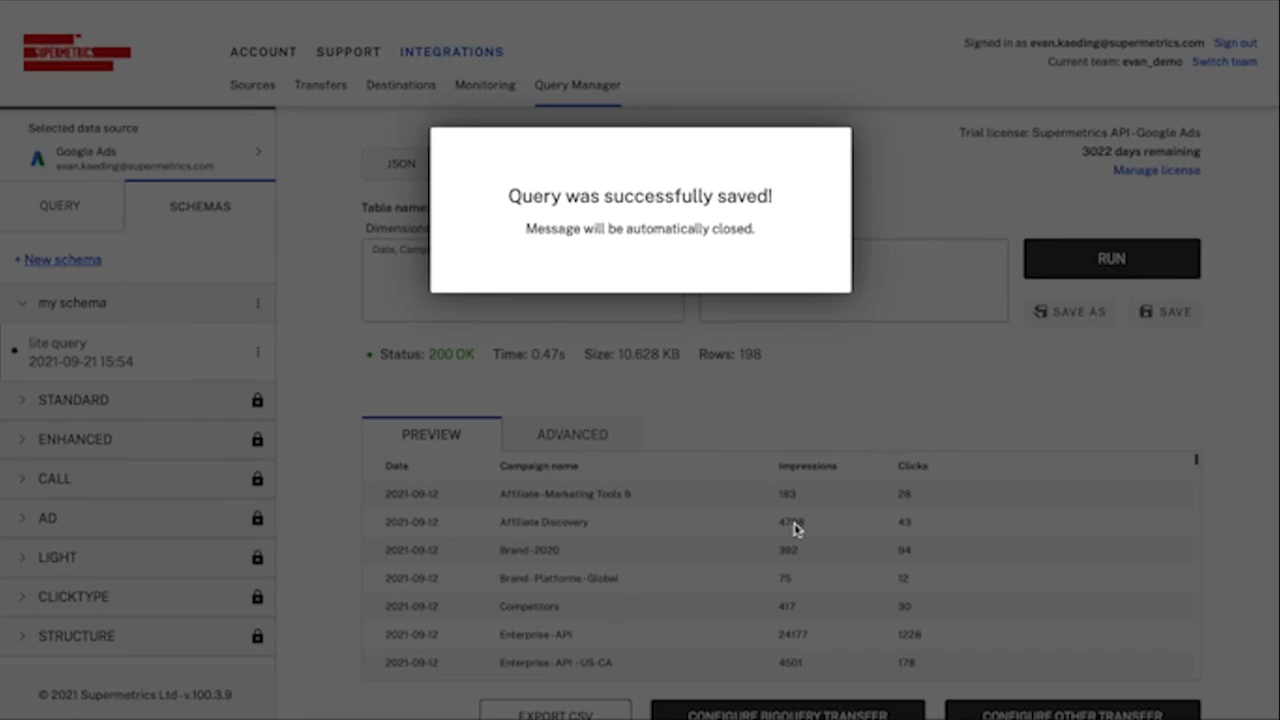 SUPERMETRICS
ACCOUNT SUPPORT INTEGRATIONS
Signed in as evan.kaeding@supermetrics.com Sign out
Current team: evan_demo Switch team
Sources Transfers Destinations Monitoring Query Manager
Selected data source
Google Ads
evan.kaeding@supermetrics.com
QUERY SCHEMAS
+ New schema
my schema
lite query
2021-09-21 15:54
STANDARD
ENHANCED
CALL
AD
LIGHT
CLICKTYPE
STRUCTURE
© 2021 Supermetrics Ltd - v.100.3.9
Trial license: Supermetrics API - Google Ads
3022 days remaining
Manage license
JSON
Query was successfully saved!
Message will be automatically closed.
Table name:
Dimensions
Date, Camp
RUN
SAVE AS SAVE
Status: 200 OK Time: 0.47s Size: 10.628 KB Rows: 198
PREVIEW ADVANCED
Date Campaign name Impressions Clicks
2021-09-12 Affiliate - Marketing Tools B 183 28
2021-09-12 Affiliate Discovery 43
2021-09-12 Brand - 2020 392 94
2021-09-12 Brand - Platforms - Global 75 12
2021-09-12 Competitors 417 30
2021-09-12 Enterprise - API 24177 1228
2021-09-12 Enterprise - API - US-CA 4501 178
EXPORT CSV CONFIGURE BIGQUERY TRANSFER CONFIGURE OTHER TRANSFER